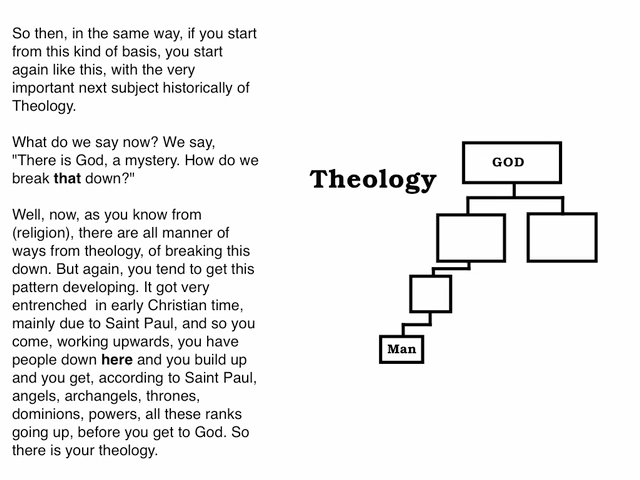 So then, in the same way, if you start
from this kind of basis, you start
again like this, with the very
important next subject historically of
Theology.
What do we say now? We say,
"There is God, a mystery. How do we
break that down?"
Well, now, as you know from
(religion), there are all manner of
ways from theology, of breaking this
down. But again, you tend to get this
pattern developing. It got very
entrenched  in early Christian time,
mainly due to Saint Paul, and so you
come, working upwards, you have
people down here and you build up
and you get, according to Saint Paul,
angels, archangels, thrones,
dominions, powers, all these ranks
going up, before you get to God. So
there is your theology.
Theology
GOD
Man